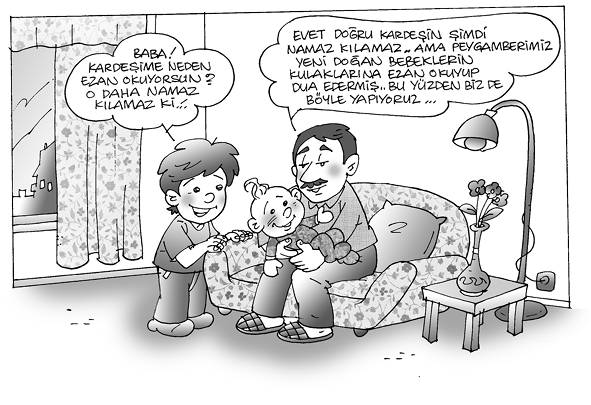 BABA!
KARDEŞİME NEDEN
EZAN OKUYORSUN?
O DAHA NAMAZ
KILAMAZ Kİ...
EVET DOĞRU KARDEŞİN ŞİMDİ
NAMAZ KILAMAZ.. AMA PEYGAMBERİMİZ
YENİ DOĞAN BEBEKLERİN
KULAKLARINA EZAN OKUYUP
DUA EDERMİŞ.. BU YÜZDEN BİZ DE
BÖYLE YAPIYORUZ...